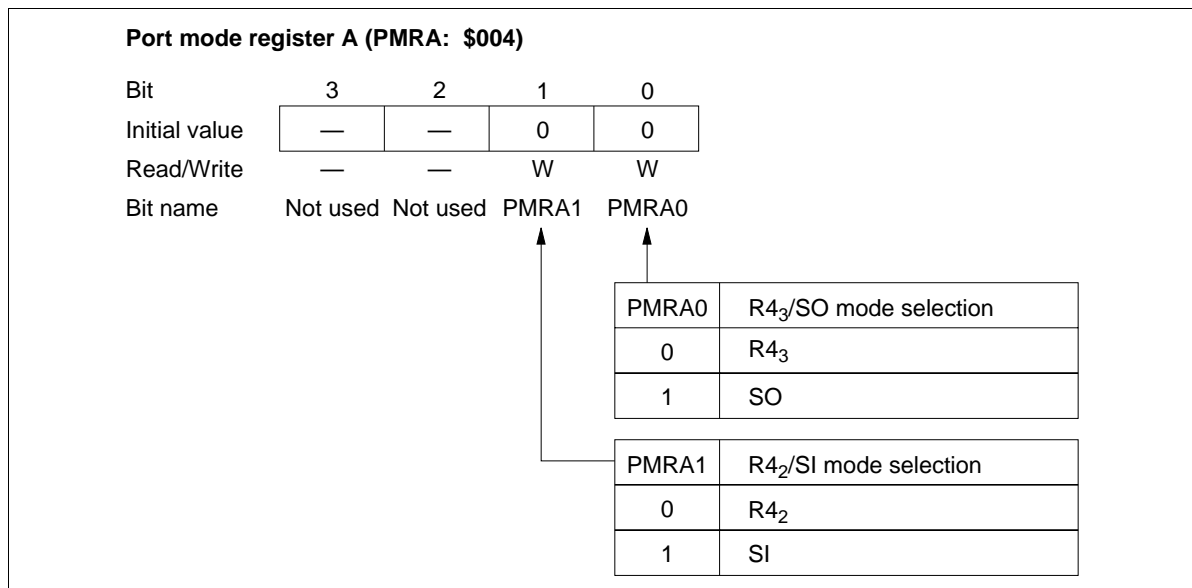 Port mode register A (PMRA: $004)
Bit 3 2 1 0
Initial value — — 0 0
Read/Write — — W W
Bit name Not used Not used PMRA1 PMRA0
PMRA0 R4₃/SO mode selection
0 R4₃
1 SO
PMRA1 R4₂/SI mode selection
0 R4₂
1 SI